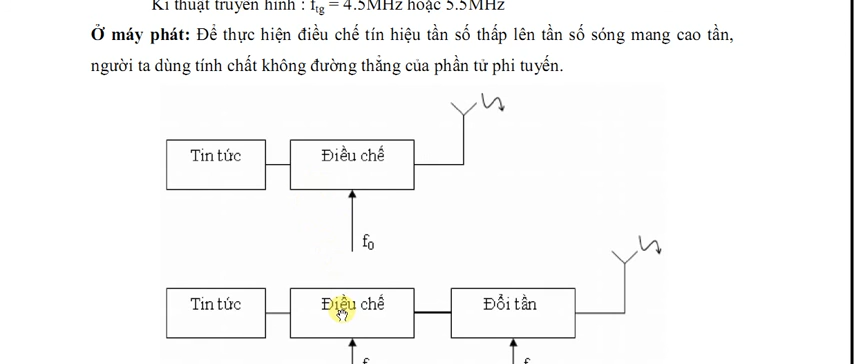 Kĩ thuật truyền hình : ftg = 4.5MHz hoặc 5.5MHz
Ở máy phát: Để thực hiện điều chế tín hiệu tần số thấp lên tần số sóng mang cao tần,
người ta dùng tính chất không đường thẳng của phần tử phi tuyến.
Tin tức
Điều chế
f0
Tin tức
Điều chế
Đổi tần